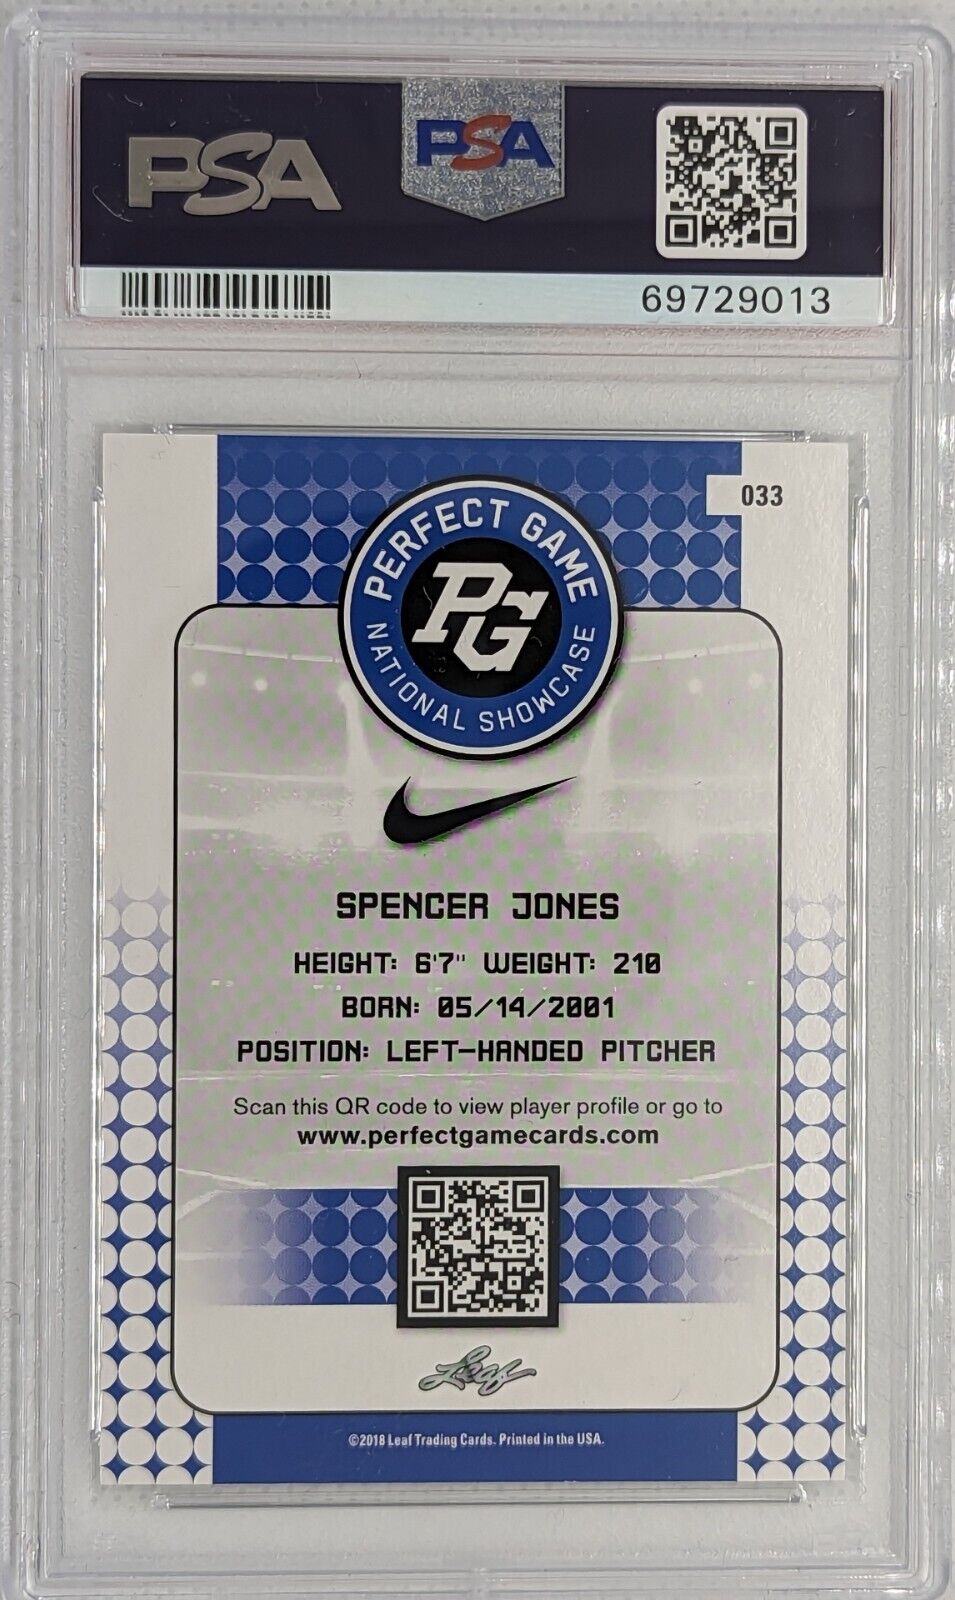 PSA
PSA
69729013
033
PERFECT GAME
PG
NATIONAL SHOWCASE
SPENCER JONES
HEIGHT: 6'7" WEIGHT: 210
BORN: 05/14/2001
POSITION: LEFT-HANDED PITCHER
Scan this QR code to view player profile or go to
www.perfectgamecards.com
Leaf
©2018 Leaf Trading Cards. Printed in the USA.